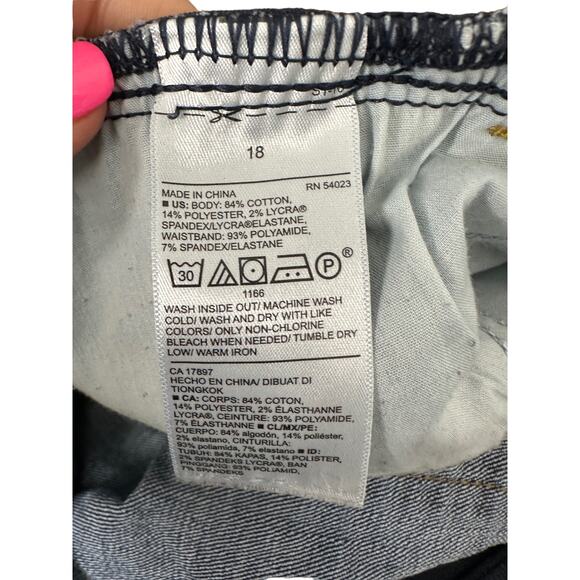 18
MADE IN CHINA RN 54023
■ US: BODY: 84% COTTON,
14% POLYESTER, 2% LYCRA®
SPANDEX/LYCRA®ELASTANE,
WAISTBAND: 93% POLYAMIDE,
7% SPANDEX/ELASTANE
30 P ®
1166
WASH INSIDE OUT/ MACHINE WASH
COLD/ WASH AND DRY WITH LIKE
COLORS/ ONLY NON-CHLORINE
BLEACH WHEN NEEDED/ TUMBLE DRY
LOW/ WARM IRON
CA 17897
HECHO EN CHINA/ DIBUAT DI
TIONGKOK
■ CA: CORPS: 84% COTON,
14% POLYESTER, 2% ÉLASTHANNE
LYCRA®, CEINTURE: 93% POLYAMIDE,
7% ÉLASTHANNE ■ CL/MX/PE:
CUERPO: 84% algodón, 14% poliéster,
2% elastano, CINTURILLA:
93% poliamida, 7% elastano ■ ID:
TUBUH: 84% KAPAS, 14% POLISTER,
2% SPANDEKS LYCRA®, BAN
PINGGANG: 93% POLIAMID,
7% SPANDEKS